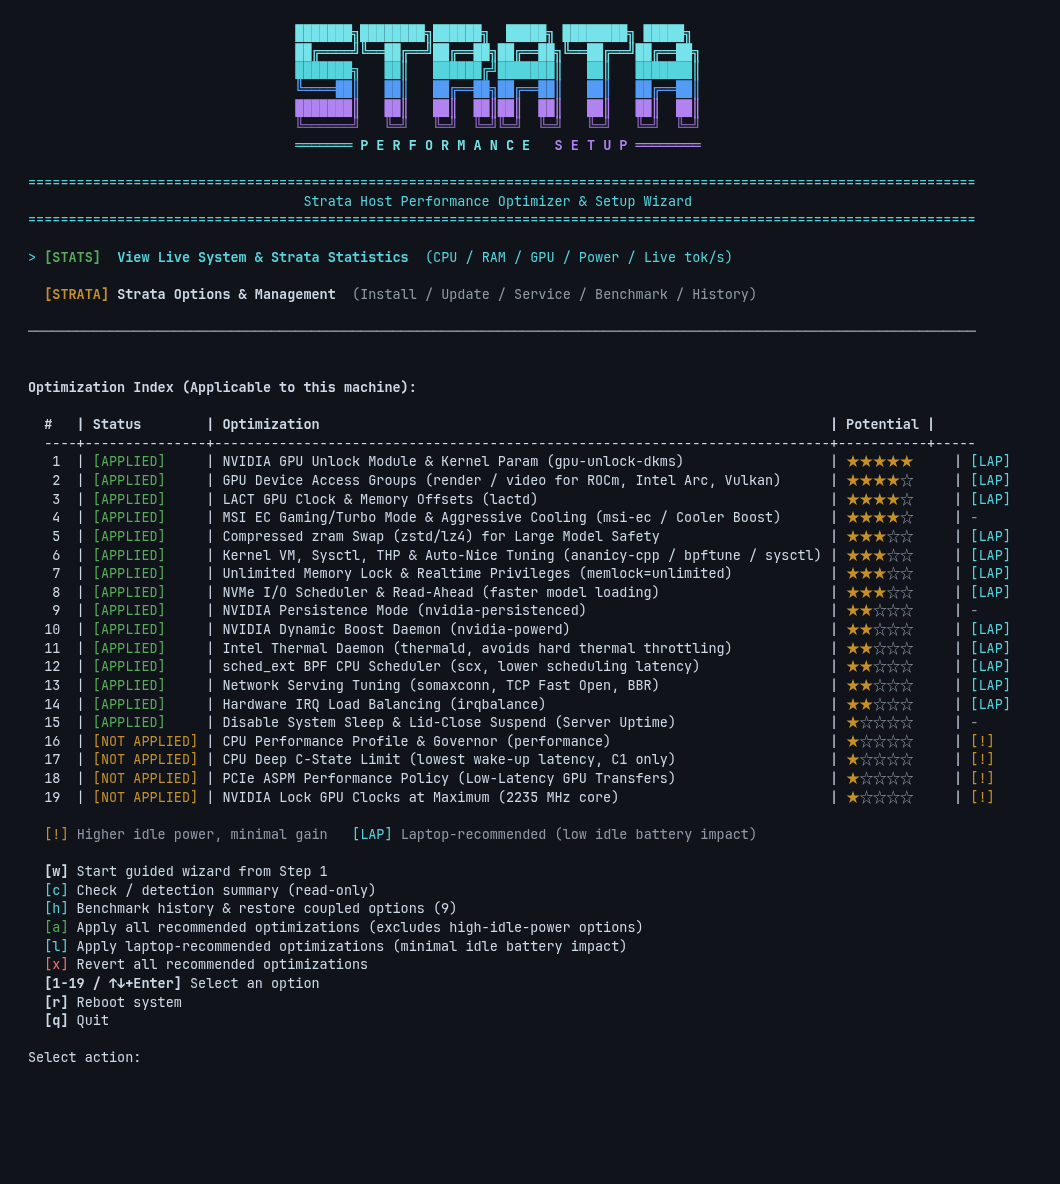 STRATA
PERFORMANCE SETUP
Strata Host Performance Optimizer & Setup Wizard
> [STATS] View Live System & Strata Statistics (CPU / RAM / GPU / Power / Live tok/s)
[STRATA] Strata Options & Management (Install / Update / Service / Benchmark / History)
Optimization Index (Applicable to this machine):
# | Status | Optimization | Potential |
1 | [APPLIED] | NVIDIA GPU Unlock Module & Kernel Param (gpu-unlock-dkms) | ★★★★★ | [LAP]
2 | [APPLIED] | GPU Device Access Groups (render / video for ROCm, Intel Arc, Vulkan) | ★★★★☆ | [LAP]
3 | [APPLIED] | LACT GPU Clock & Memory Offsets (lactd) | ★★★★☆ | [LAP]
4 | [APPLIED] | MSI EC Gaming/Turbo Mode & Aggressive Cooling (msi-ec / Cooler Boost) | ★★★★☆ | -
5 | [APPLIED] | Compressed zram Swap (zstd/lz4) for Large Model Safety | ★★★☆☆ | [LAP]
6 | [APPLIED] | Kernel VM, Sysctl, THP & Auto-Nice Tuning (ananicy-cpp / bpftune / sysctl) | ★★★☆☆ | [LAP]
7 | [APPLIED] | Unlimited Memory Lock & Realtime Privileges (memlock=unlimited) | ★★★☆☆ | [LAP]
8 | [APPLIED] | NVMe I/O Scheduler & Read-Ahead (faster model loading) | ★★★☆☆ | [LAP]
9 | [APPLIED] | NVIDIA Persistence Mode (nvidia-persistenced) | ★★☆☆☆ | -
10 | [APPLIED] | NVIDIA Dynamic Boost Daemon (nvidia-powerd) | ★★☆☆☆ | [LAP]
11 | [APPLIED] | Intel Thermal Daemon (thermald, avoids hard thermal throttling) | ★★☆☆☆ | [LAP]
12 | [APPLIED] | sched_ext BPF CPU Scheduler (scx, lower scheduling latency) | ★★☆☆☆ | [LAP]
13 | [APPLIED] | Network Serving Tuning (somaxconn, TCP Fast Open, BBR) | ★★☆☆☆ | [LAP]
14 | [APPLIED] | Hardware IRQ Load Balancing (irqbalance) | ★★☆☆☆ | [LAP]
15 | [APPLIED] | Disable System Sleep & Lid-Close Suspend (Server Uptime) | ★☆☆☆☆ | -
16 | [NOT APPLIED] | CPU Performance Profile & Governor (performance) | ★☆☆☆☆ | [!]
17 | [NOT APPLIED] | CPU Deep C-State Limit (lowest wake-up latency, C1 only) | ★☆☆☆☆ | [!]
18 | [NOT APPLIED] | PCIe ASPM Performance Policy (Low-Latency GPU Transfers) | ★☆☆☆☆ | [!]
19 | [NOT APPLIED] | NVIDIA Lock GPU Clocks at Maximum (2235 MHz core) | ★☆☆☆☆ | [!]
[!] Higher idle power, minimal gain [LAP] Laptop-recommended (low idle battery impact)
[w] Start guided wizard from Step 1
[c] Check / detection summary (read-only)
[h] Benchmark history & restore coupled options (9)
[a] Apply all recommended optimizations (excludes high-idle-power options)
[l] Apply laptop-recommended optimizations (minimal idle battery impact)
[x] Revert all recommended optimizations
[1-19 / ↑↓+Enter] Select an option
[r] Reboot system
[q] Quit
Select action: